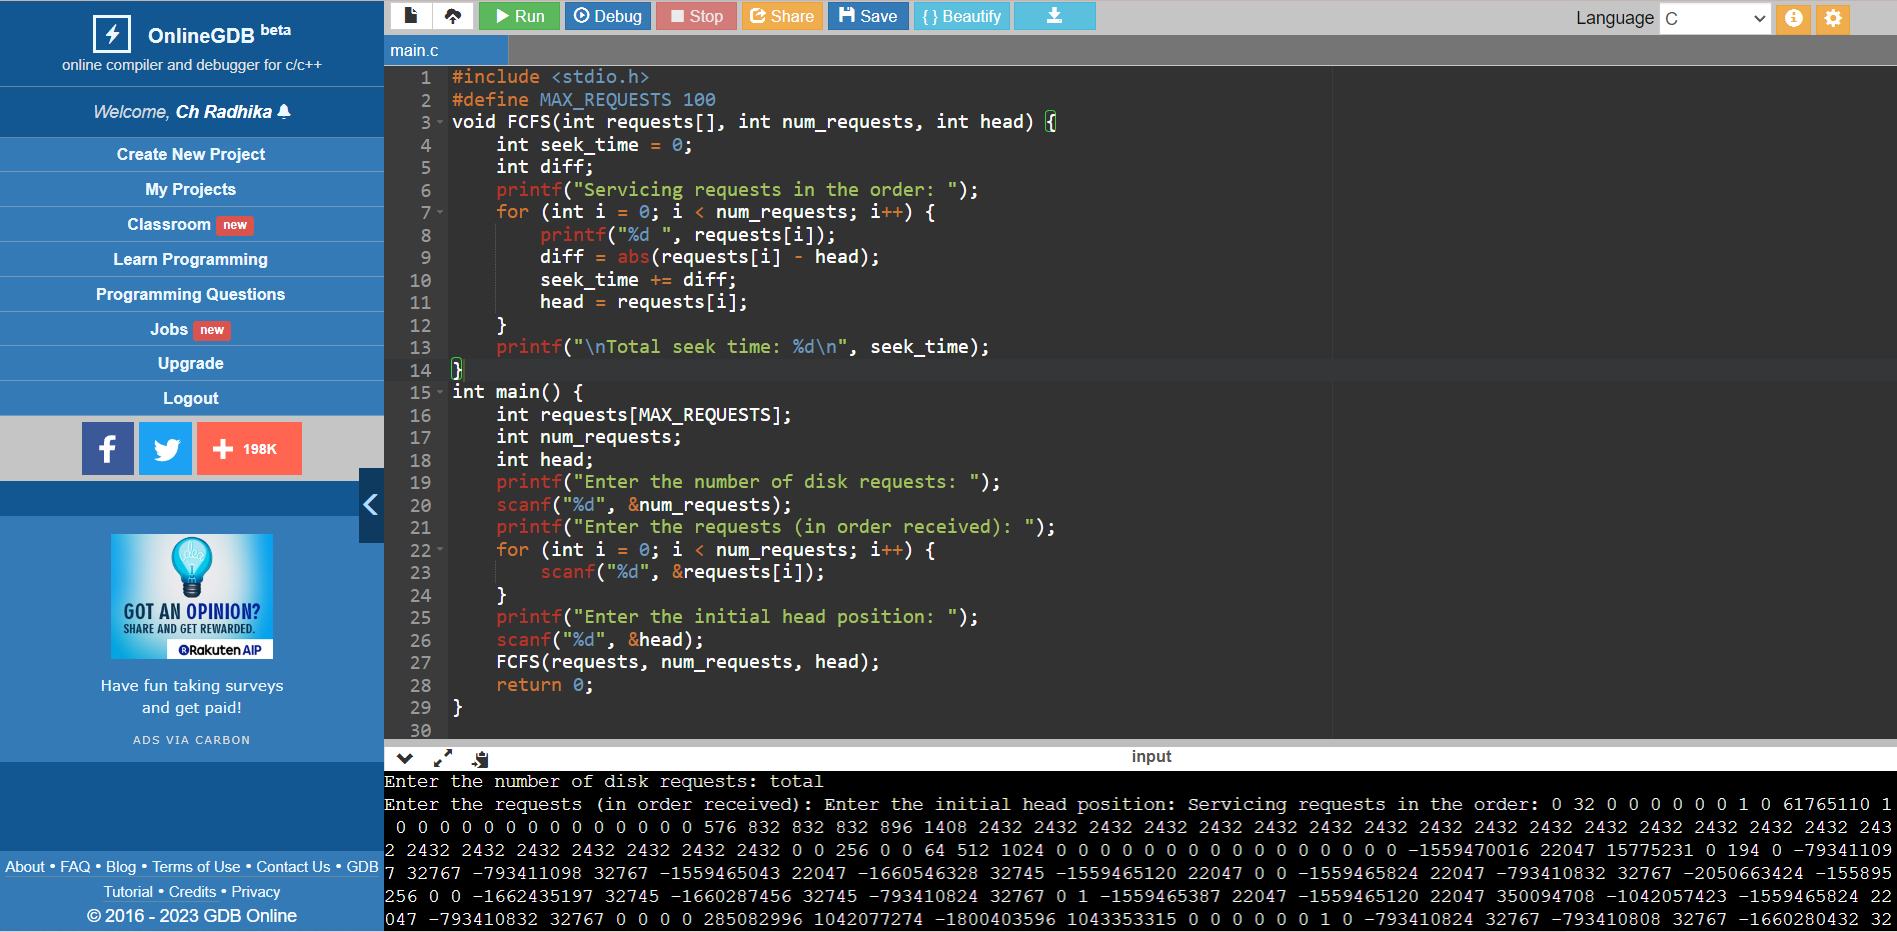 OnlineGDB beta
online compiler and debugger for c/c++
Welcome, Ch Radhika
Create New Project
My Projects
Classroom new
Learn Programming
Programming Questions
Jobs new
Upgrade
Logout
198K
GOT AN OPINION?
SHARE AND GET REWARDED.
Rakuten AIP
Have fun taking surveys
and get paid!
ADS VIA CARBON
About • FAQ • Blog • Terms of Use • Contact Us • GDB
Tutorial • Credits • Privacy
© 2016 - 2023 GDB Online
Run Debug Stop Share Save { } Beautify Language C
main.c
1 #include <stdio.h>
2 #define MAX_REQUESTS 100
3 void FCFS(int requests[], int num_requests, int head) {
4     int seek_time = 0;
5     int diff;
6     printf("Servicing requests in the order: ");
7     for (int i = 0; i < num_requests; i++) {
8         printf("%d ", requests[i]);
9         diff = abs(requests[i] - head);
10         seek_time += diff;
11         head = requests[i];
12     }
13     printf("\nTotal seek time: %d\n", seek_time);
14 }
15 int main() {
16     int requests[MAX_REQUESTS];
17     int num_requests;
18     int head;
19     printf("Enter the number of disk requests: ");
20     scanf("%d", &num_requests);
21     printf("Enter the requests (in order received): ");
22     for (int i = 0; i < num_requests; i++) {
23         scanf("%d", &requests[i]);
24     }
25     printf("Enter the initial head position: ");
26     scanf("%d", &head);
27     FCFS(requests, num_requests, head);
28     return 0;
29 }
30
input
Enter the number of disk requests: total
Enter the requests (in order received): Enter the initial head position: Servicing requests in the order: 0 32 0 0 0 0 0 0 1 0 61765110 1
 0 0 0 0 0 0 0 0 0 0 0 0 0 0 576 832 832 832 896 1408 2432 2432 2432 2432 2432 2432 2432 2432 2432 2432 2432 2432 2432 2432 2432 2432 243
2 2432 2432 2432 2432 2432 2432 2432 0 0 256 0 0 64 512 1024 0 0 0 0 0 0 0 0 0 0 0 0 0 0 0 0 -1559470016 22047 15775231 0 194 0 -79341109
7 32767 -793411098 32767 -1559465043 22047 -1660546328 32745 -1559465120 22047 0 0 -1559465824 22047 -793410832 32767 -2050663424 -155895
256 0 0 -1662435197 32745 -1660287456 32745 -793410824 32767 0 1 -1559465387 22047 -1559465120 22047 350094708 -1042057423 -1559465824 22
047 -793410832 32767 0 0 0 0 285082996 1042077274 -1800403596 1043353315 0 0 0 0 0 0 1 0 -793410824 32767 -793410808 32767 -1660280432 32